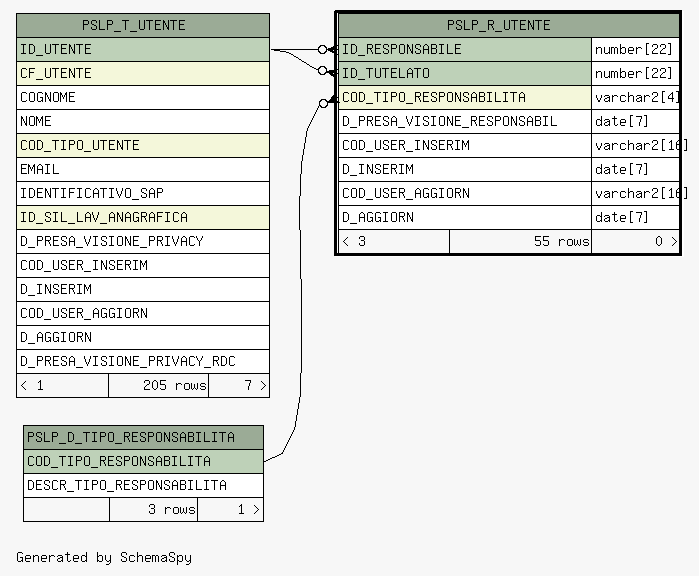 PSLP_T_UTENTE
ID_UTENTE
CF_UTENTE
COGNOME
NOME
COD_TIPO_UTENTE
EMAIL
IDENTIFICATIVO_SAP
ID_SIL_LAV_ANAGRAFICA
D_PRESA_VISIONE_PRIVACY
COD_USER_INSERIM
D_INSERIM
COD_USER_AGGIORN
D_AGGIORN
D_PRESA_VISIONE_PRIVACY_RDC
< 1 205 rows 7 >
PSLP_R_UTENTE
ID_RESPONSABILE number[22]
ID_TUTELATO number[22]
COD_TIPO_RESPONSABILITA varchar2[4]
D_PRESA_VISIONE_RESPONSABIL date[7]
COD_USER_INSERIM varchar2[16]
D_INSERIM date[7]
COD_USER_AGGIORN varchar2[16]
D_AGGIORN date[7]
< 3 55 rows 0 >
PSLP_D_TIPO_RESPONSABILITA
COD_TIPO_RESPONSABILITA
DESCR_TIPO_RESPONSABILITA
3 rows 1 >
Generated by SchemaSpy